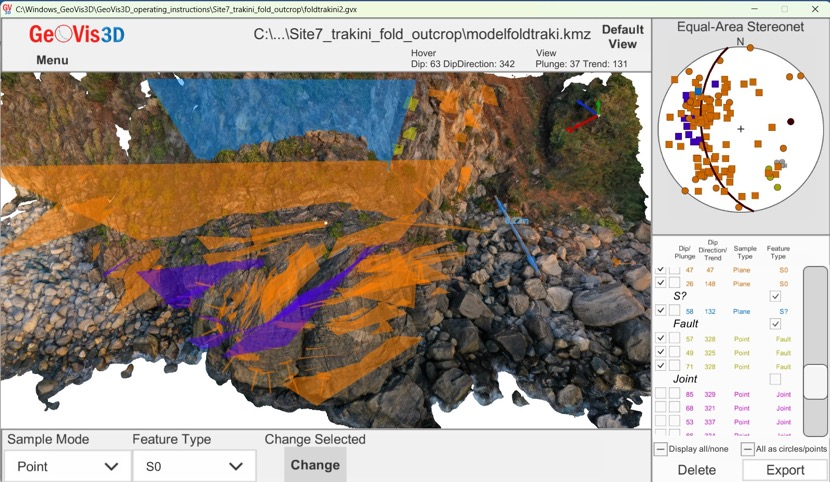 C:\Windows_GeoVis3D\GeoVis3D_operating_instructions\Site7_trakini_fold_outcrop\foldtrakini2.gvx
GeoVis3D
Menu
C:\...\Site7_trakini_fold_outcrop\modelfoldtraki.kmz
Default
View
Hover
Dip: 63 DipDirection: 342
View
Plunge: 37 Trend: 131
Equal-Area Stereonet
N
Dip/
Plunge
Dip
Direction/
Trend
Sample
Type
Feature
Type
47 47 Plane S0
26 148 Plane S0
S?
58 132 Plane S?
Fault
57 328 Point Fault
49 325 Point Fault
71 328 Point Fault
Joint
85 329 Point Joint
68 321 Point Joint
53 337 Point Joint
Display all/none
All as circles/points
Delete
Export
Sample Mode
Feature Type
Change Selected
Point
S0
Change